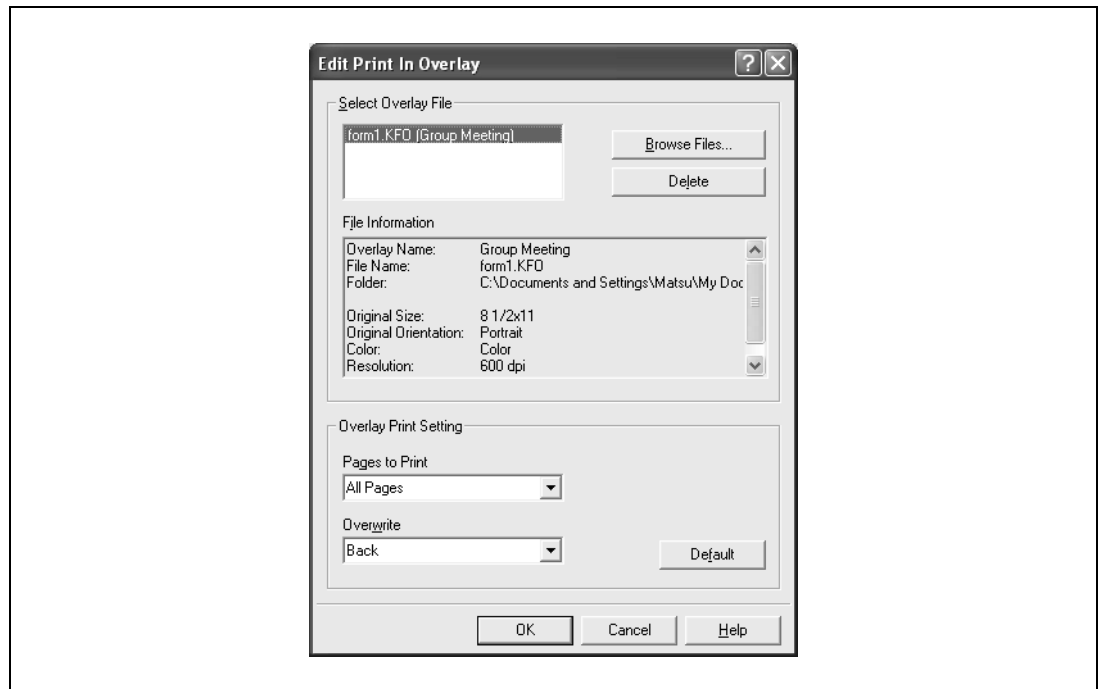 Edit Print In Overlay
Select Overlay File
form1.KFO (Group Meeting)
Browse Files...
Delete
File Information
Overlay Name: Group Meeting
File Name: form1.KFO
Folder: C:\Documents and Settings\Matsu\My Doc
Original Size: 8 1/2x11
Original Orientation: Portrait
Color: Color
Resolution: 600 dpi
Overlay Print Setting
Pages to Print
All Pages
Overwrite
Back
Default
OK Cancel Help